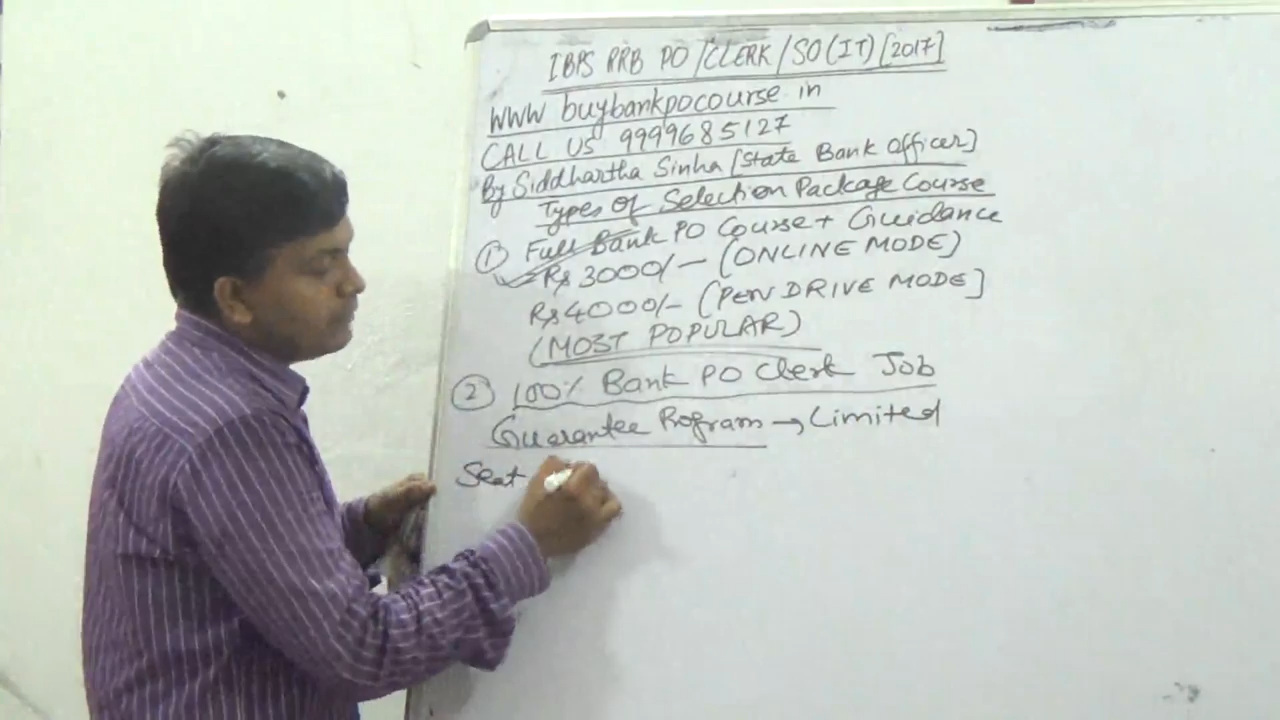 IBPS RRB PO/CLERK/SO(IT)[2017]
WWW buybankpocourse in
CALL US 9999685127
By Siddhartha Sinha [State Bank Officer]
Types Of Selection Package Course
① Full Bank PO Course + Guidance
Rs 3000/- (ONLINE MODE)
Rs 4000/- (PEN DRIVE MODE]
(MOST POPULAR)
② 100% Bank PO Clerk Job
Guarantee Program → Limited
Seat